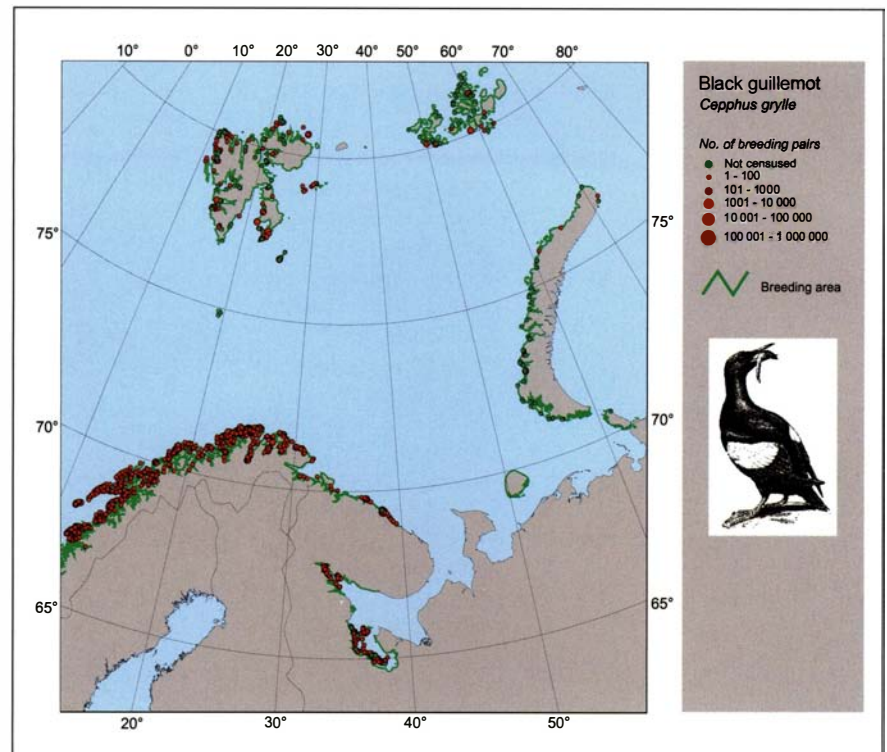 10° 0° 10° 20° 30° 40° 50° 60° 70° 80°
75°
70°
65°
75°
70°
65°
20° 30° 40° 50°
Black guillemot
Cepphus grylle
No. of breeding pairs
Not censused
1 - 100
101 - 1000
1001 - 10 000
10 001 - 100 000
100 001 - 1 000 000
Breeding area